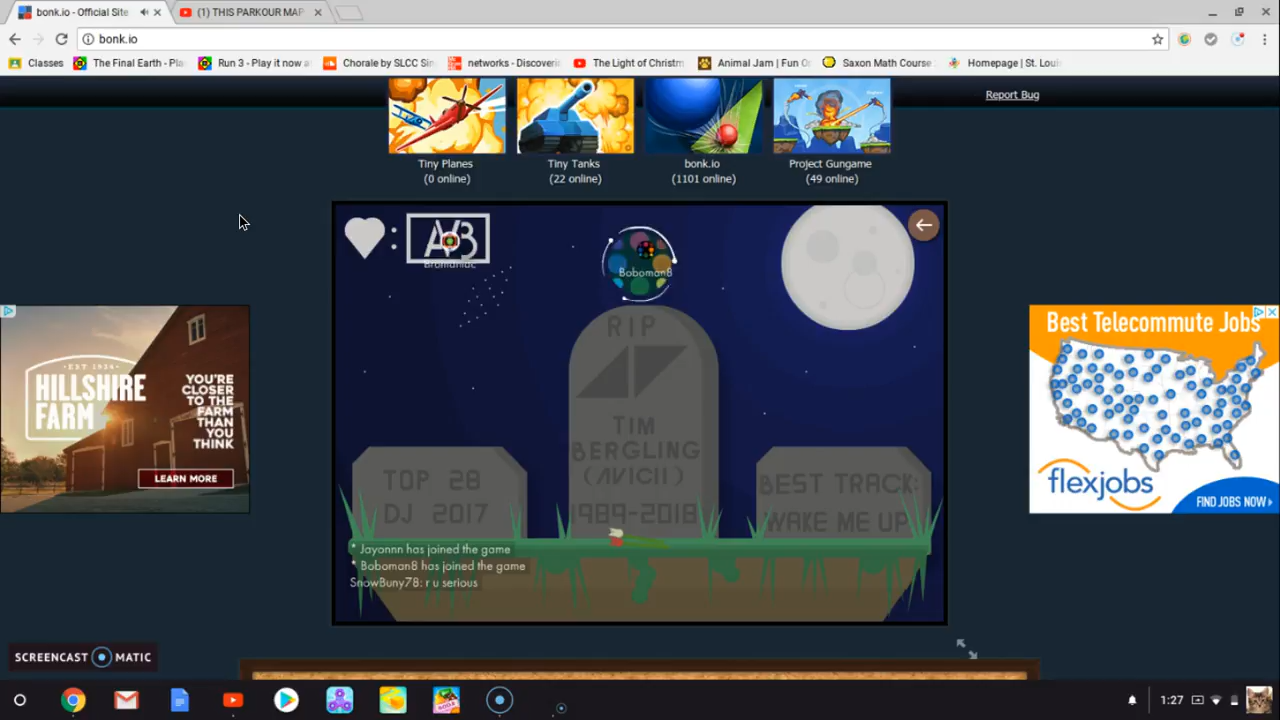 bonk.io - Official Site
(1) THIS PARKOUR MAP
bonk.io
Classes
The Final Earth - Pla
Run 3 - Play it now a
Chorale by SLCC Sin
networks - Discoveri
The Light of Christm
Animal Jam | Fun O
Saxon Math Course
Homepage | St. Loui
Report Bug
Tiny Planes
(0 online)
Tiny Tanks
(22 online)
bonk.io
(1101 online)
Project Gungame
(49 online)
:
Bromaniac
Boboman8
RIP
TIM
BERGLING
(AVICII)
1989-2018
TOP 28
DJ 2017
BEST TRACK:
WAKE ME UP
* Jayonnn has joined the game
* Boboman8 has joined the game
SnowBuny78: r u serious
EST 1934
HILLSHIRE
FARM
YOU'RE
CLOSER
TO THE
FARM
THAN
YOU
THINK
LEARN MORE
Best Telecommute Jobs
flexjobs
FIND JOBS NOW
SCREENCAST MATIC
1:27